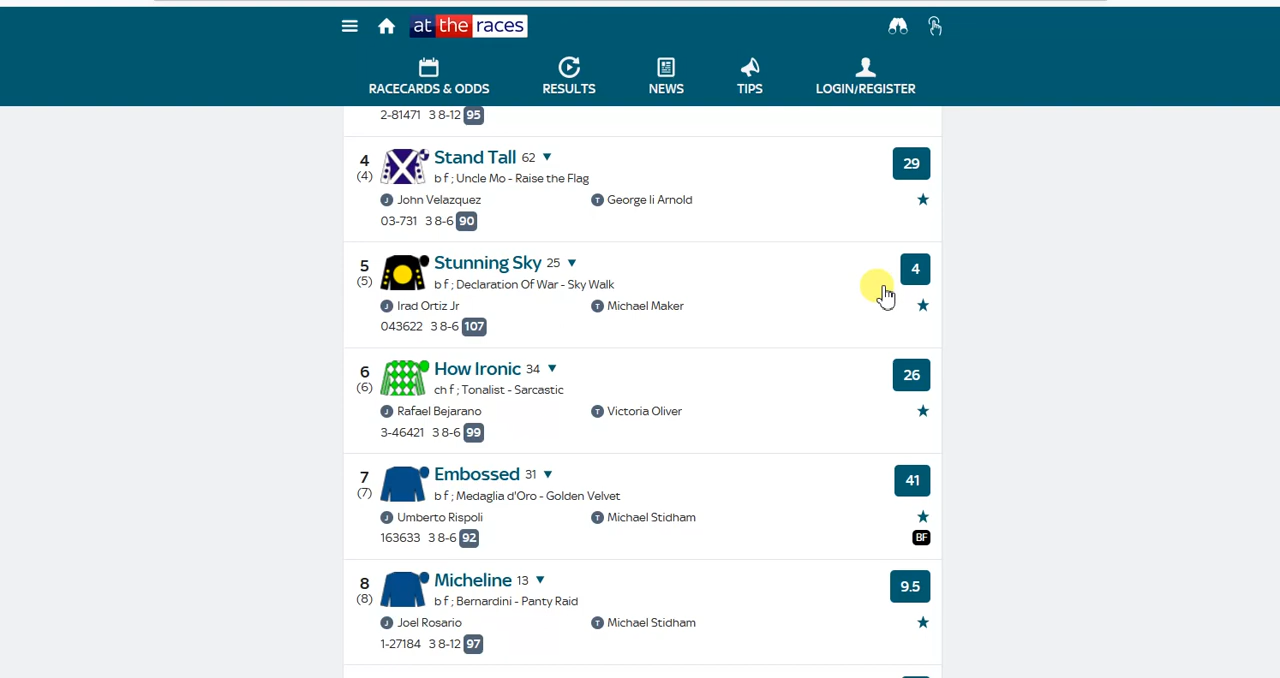 at the races
RACECARDS & ODDS RESULTS NEWS TIPS LOGIN/REGISTER
2-81471 3 8-12 95
4 Stand Tall 62 29
(4) b f ; Uncle Mo - Raise the Flag
J John Velazquez T George Ii Arnold
03-731 3 8-6 90
5 Stunning Sky 25 4
(5) b f ; Declaration Of War - Sky Walk
J Irad Ortiz Jr T Michael Maker
043622 3 8-6 107
6 How Ironic 34 26
(6) ch f ; Tonalist - Sarcastic
J Rafael Bejarano T Victoria Oliver
3-46421 3 8-6 99
7 Embossed 31 41
(7) b f ; Medaglia d'Oro - Golden Velvet
J Umberto Rispoli T Michael Stidham
163633 3 8-6 92 BF
8 Micheline 13 9.5
(8) b f ; Bernardini - Panty Raid
J Joel Rosario T Michael Stidham
1-27184 3 8-12 97